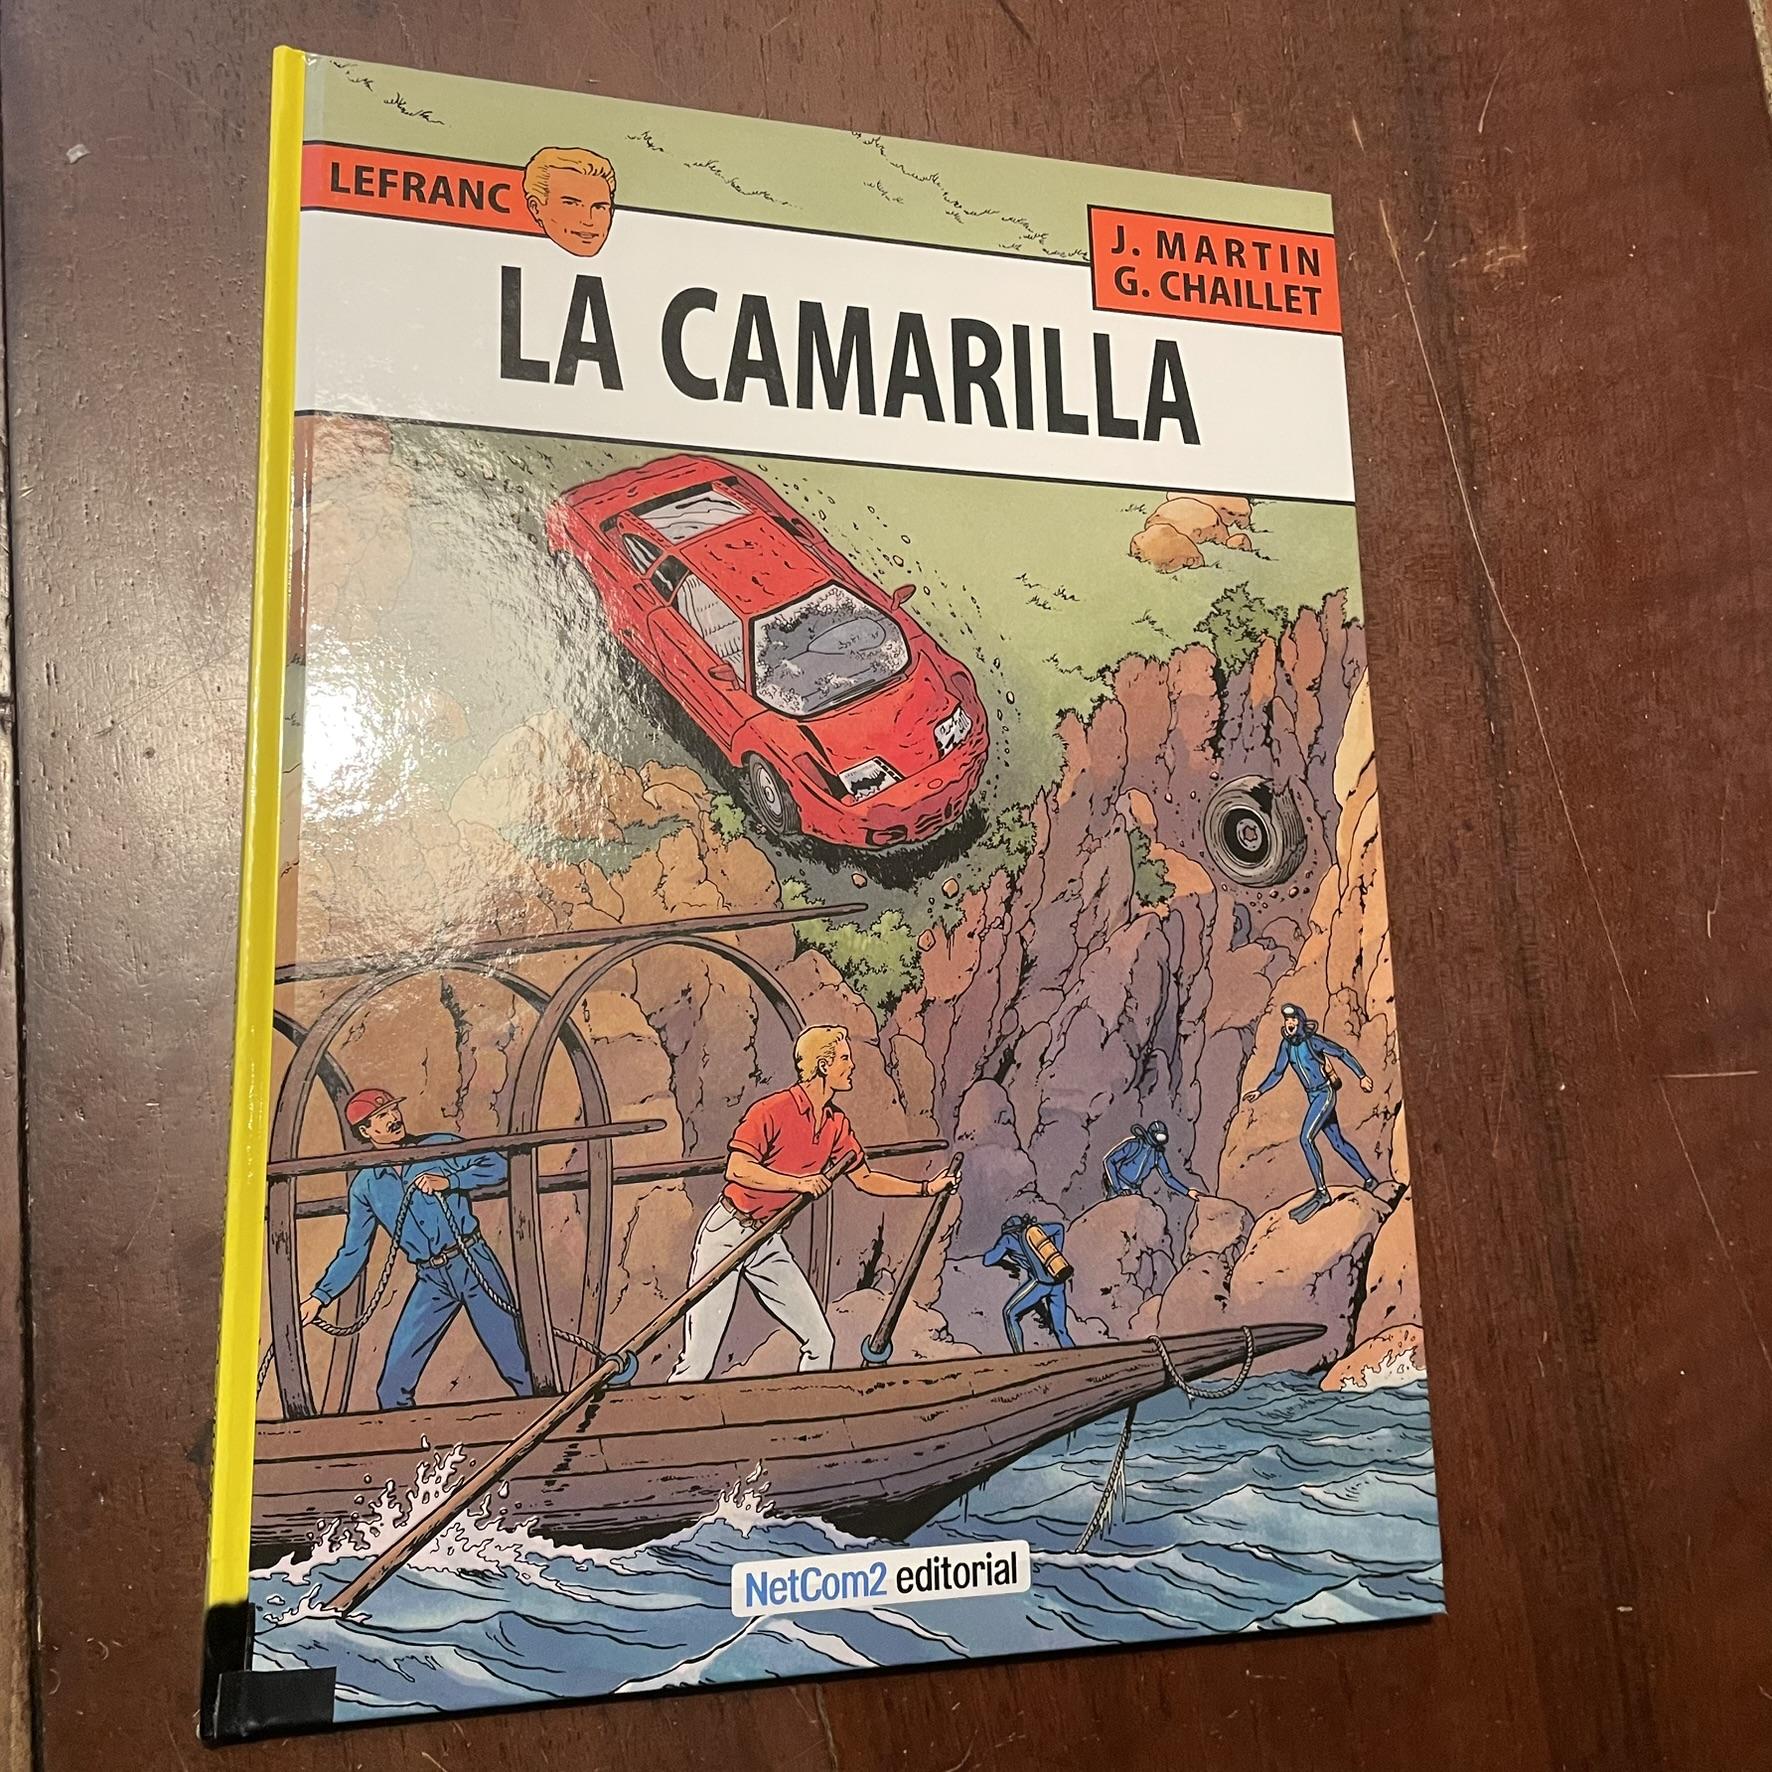 LEFRANC
J. MARTIN
G. CHAILLET
LA CAMARILLA
NetCom2 editorial